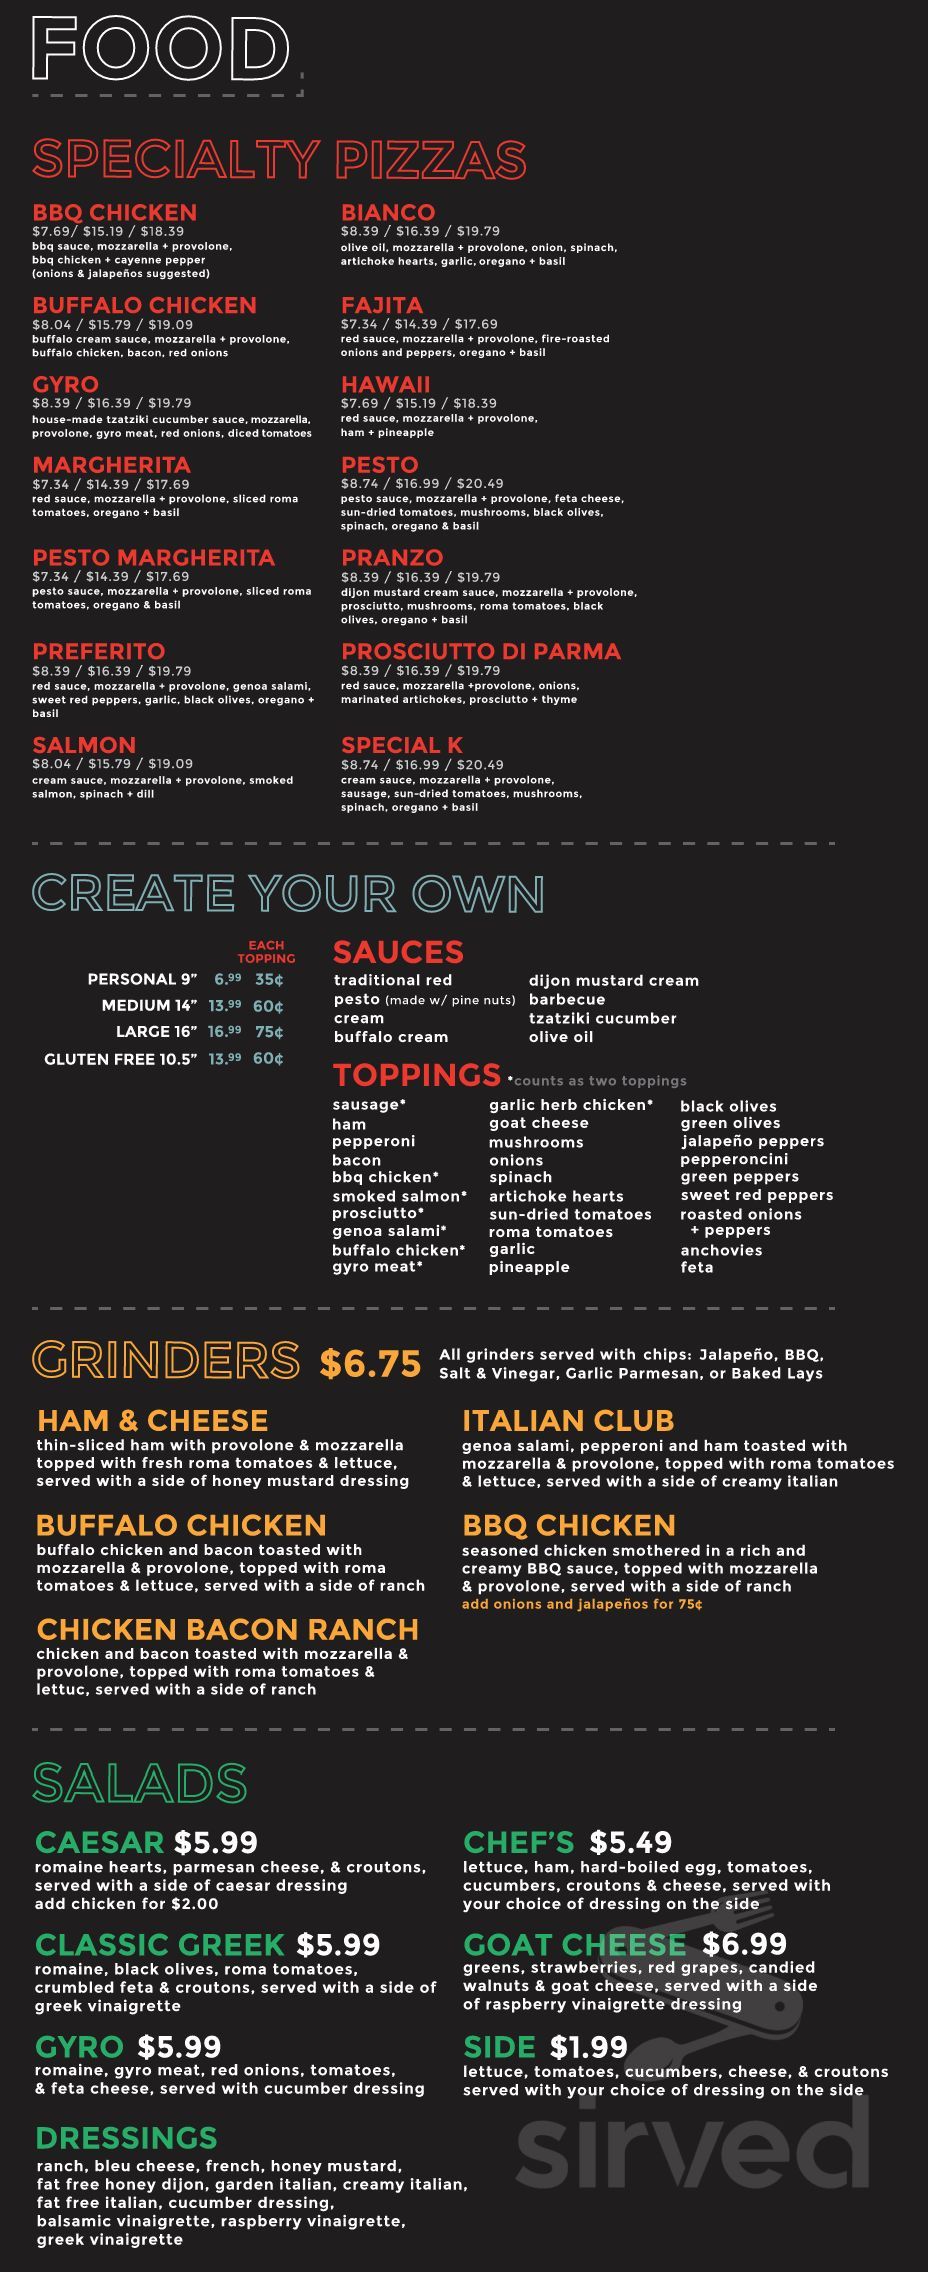 FOOD
SPECIALTY PIZZAS
BBQ CHICKEN
$7.69/ $15.19 / $18.39
bbq sauce, mozzarella + provolone,
bbq chicken + cayenne pepper
(onions & jalapeños suggested)
BUFFALO CHICKEN
$8.04 / $15.79 / $19.09
buffalo cream sauce, mozzarella + provolone,
buffalo chicken, bacon, red onions
GYRO
$8.39 / $16.39 / $19.79
house-made tzatziki cucumber sauce, mozzarella,
provolone, gyro meat, red onions, diced tomatoes
MARGHERITA
$7.34 / $14.39 / $17.69
red sauce, mozzarella + provolone, sliced roma
tomatoes, oregano + basil
PESTO MARGHERITA
$7.34 / $14.39 / $17.69
pesto sauce, mozzarella + provolone, sliced roma
tomatoes, oregano & basil
PREFERITO
$8.39 / $16.39 / $19.79
red sauce, mozzarella + provolone, genoa salami,
sweet red peppers, garlic, black olives, oregano +
basil
SALMON
$8.04 / $15.79 / $19.09
cream sauce, mozzarella + provolone, smoked
salmon, spinach + dill
BIANCO
$8.39 / $16.39 / $19.79
olive oil, mozzarella + provolone, onion, spinach,
artichoke hearts, garlic, oregano + basil
FAJITA
$7.34 / $14.39 / $17.69
red sauce, mozzarella + provolone, fire-roasted
onions and peppers, oregano + basil
HAWAII
$7.69 / $15.19 / $18.39
red sauce, mozzarella + provolone,
ham + pineapple
PESTO
$8.74 / $16.99 / $20.49
pesto sauce, mozzarella + provolone, feta cheese,
sun-dried tomatoes, mushrooms, black olives,
spinach, oregano & basil
PRANZO
$8.39 / $16.39 / $19.79
dijon mustard cream sauce, mozzarella + provolone,
prosciutto, mushrooms, roma tomatoes, black
olives, oregano + basil
PROSCIUTTO DI PARMA
$8.39 / $16.39 / $19.79
red sauce, mozzarella +provolone, onions,
marinated artichokes, prosciutto + thyme
SPECIAL K
$8.74 / $16.99 / $20.49
cream sauce, mozzarella + provolone,
sausage, sun-dried tomatoes, mushrooms,
spinach, oregano + basil
CREATE YOUR OWN
EACH
TOPPING
PERSONAL 9" 6.99 35¢
MEDIUM 14" 13.99 60¢
LARGE 16" 16.99 75¢
GLUTEN FREE 10.5" 13.99 60¢
SAUCES
traditional red
pesto (made w/ pine nuts)
cream
buffalo cream
dijon mustard cream
barbecue
tzatziki cucumber
olive oil
TOPPINGS *counts as two toppings
sausage*
ham
pepperoni
bacon
bbq chicken*
smoked salmon*
prosciutto*
genoa salami*
buffalo chicken*
gyro meat*
garlic herb chicken*
goat cheese
mushrooms
onions
spinach
artichoke hearts
sun-dried tomatoes
roma tomatoes
garlic
pineapple
black olives
green olives
jalapeño peppers
pepperoncini
green peppers
sweet red peppers
roasted onions
+ peppers
anchovies
feta
GRINDERS $6.75
All grinders served with chips: Jalapeño, BBQ,
Salt & Vinegar, Garlic Parmesan, or Baked Lays
HAM & CHEESE
thin-sliced ham with provolone & mozzarella
topped with fresh roma tomatoes & lettuce,
served with a side of honey mustard dressing
BUFFALO CHICKEN
buffalo chicken and bacon toasted with
mozzarella & provolone, topped with roma
tomatoes & lettuce, served with a side of ranch
CHICKEN BACON RANCH
chicken and bacon toasted with mozzarella &
provolone, topped with roma tomatoes &
lettuc, served with a side of ranch
ITALIAN CLUB
genoa salami, pepperoni and ham toasted with
mozzarella & provolone, topped with roma tomatoes
& lettuce, served with a side of creamy italian
BBQ CHICKEN
seasoned chicken smothered in a rich and
creamy BBQ sauce, topped with mozzarella
& provolone, served with a side of ranch
add onions and jalapeños for 75¢
SALADS
CAESAR $5.99
romaine hearts, parmesan cheese, & croutons,
served with a side of caesar dressing
add chicken for $2.00
CLASSIC GREEK $5.99
romaine, black olives, roma tomatoes,
crumbled feta & croutons, served with a side of
greek vinaigrette
GYRO $5.99
romaine, gyro meat, red onions, tomatoes,
& feta cheese, served with cucumber dressing
DRESSINGS
ranch, bleu cheese, french, honey mustard,
fat free honey dijon, garden italian, creamy italian,
fat free italian, cucumber dressing,
balsamic vinaigrette, raspberry vinaigrette,
greek vinaigrette
CHEF'S $5.49
lettuce, ham, hard-boiled egg, tomatoes,
cucumbers, croutons & cheese, served with
your choice of dressing on the side
GOAT CHEESE $6.99
greens, strawberries, red grapes, candied
walnuts & goat cheese, served with a side
of raspberry vinaigrette dressing
SIDE $1.99
lettuce, tomatoes, cucumbers, cheese, & croutons
served with your choice of dressing on the side
sirved